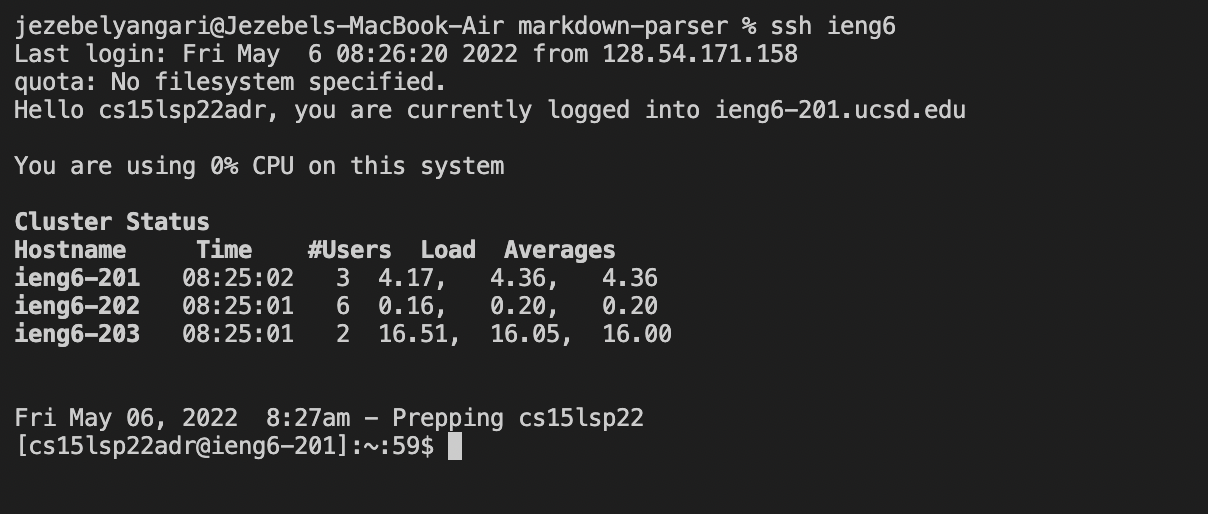 jezebelyangari@Jezebels-MacBook-Air markdown-parser % ssh ieng6
Last login: Fri May  6 08:26:20 2022 from 128.54.171.158
quota: No filesystem specified.
Hello cs15lsp22adr, you are currently logged into ieng6-201.ucsd.edu
You are using 0% CPU on this system
Cluster Status
Hostname     Time    #Users  Load  Averages
ieng6-201   08:25:02   3  4.17,   4.36,   4.36
ieng6-202   08:25:01   6  0.16,   0.20,   0.20
ieng6-203   08:25:01   2  16.51,  16.05,  16.00
Fri May 06, 2022  8:27am - Prepping cs15lsp22
[cs15lsp22adr@ieng6-201]:~:59$